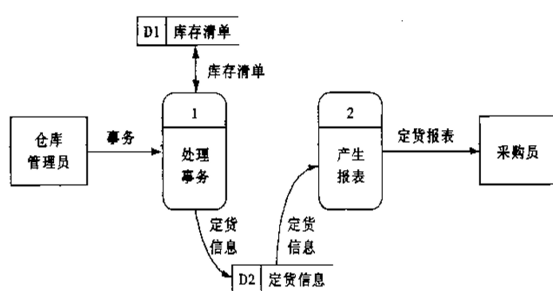 D1 库存清单
库存清单
1
2
仓库
管理员
事务
处理
事务
产生
报表
定货报表
采购员
定货
信息
定货
信息
D2 定货信息